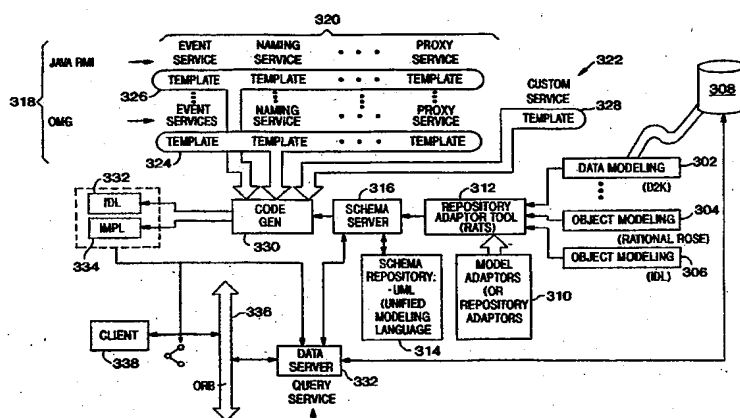 320
JAVA RMI
EVENT SERVICE
NAMING SERVICE
PROXY SERVICE
TEMPLATE TEMPLATE TEMPLATE
326
318
OMG
EVENT SERVICES
NAMING SERVICE
PROXY SERVICE
TEMPLATE TEMPLATE TEMPLATE
324
CUSTOM SERVICE
322
TEMPLATE
328
308
332
IDL
IMPL
334
CODE GEN
330
316
SCHEMA SERVER
312
REPOSITORY ADAPTOR TOOL (RATS)
DATA MODELING
302
(D2K)
OBJECT MODELING
304
(RATIONAL ROSE)
OBJECT MODELING
306
(IDL)
SCHEMA
REPOSITORY:
-UML
(UNIFIED
MODELING
LANGUAGE
314
MODEL
ADAPTORS
(OR
REPOSITORY
ADAPTORS
310
336
CLIENT
338
ORB
DATA SERVER
332
QUERY SERVICE